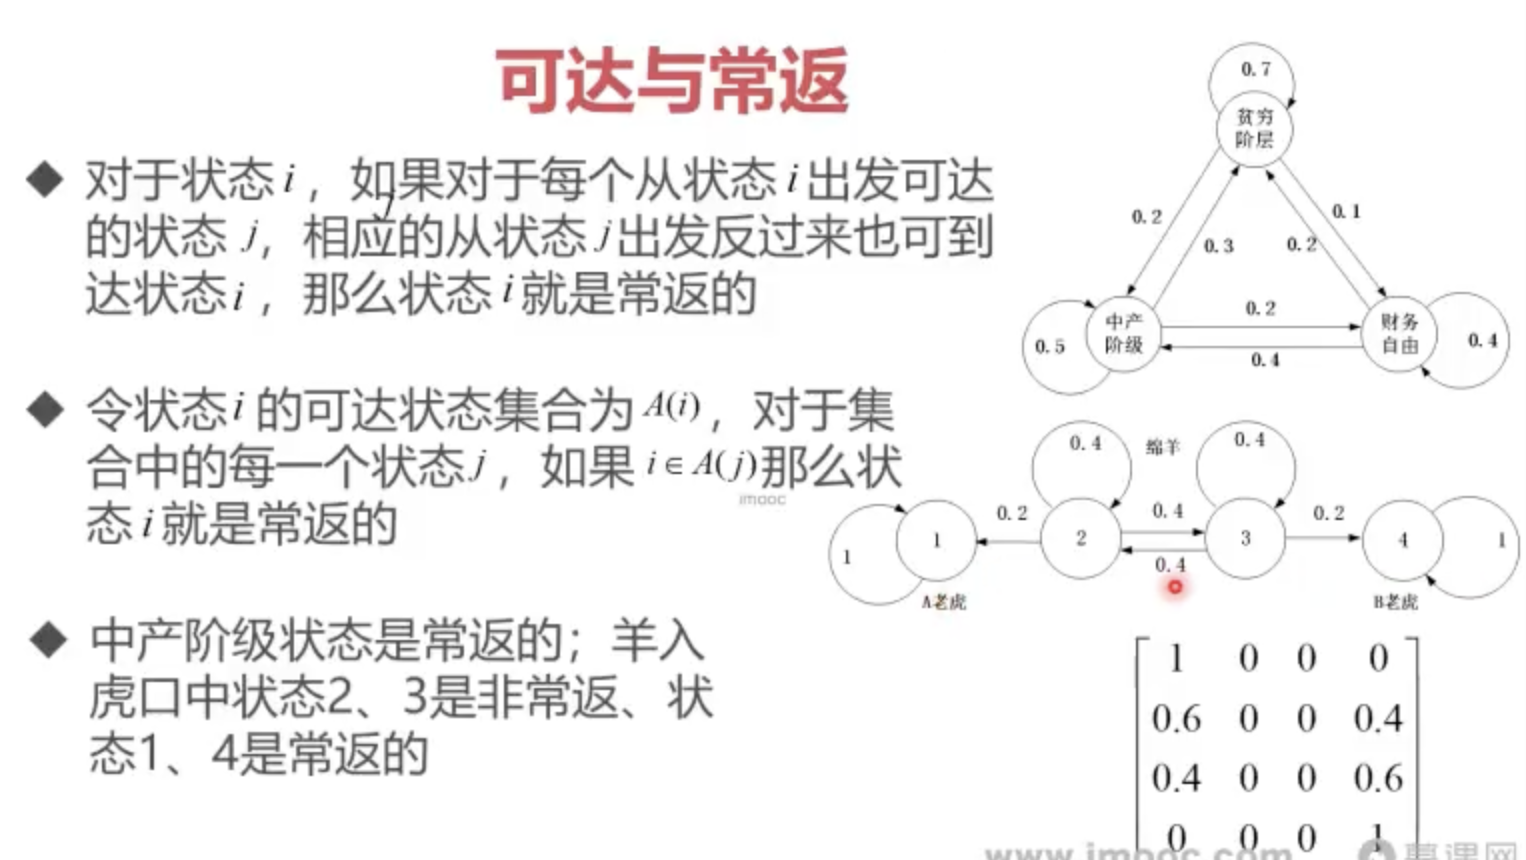 可达与常返
◆ 对于状态 i ，如果对于每个从状态 i 出发可达
的状态 j，相应的从状态 j 出发反过来也可到
达状态 i ，那么状态 i 就是常返的
◆ 令状态 i 的可达状态集合为 A(i) ，对于集
合中的每一个状态 j ，如果 i ∈ A(j) 那么状
态 i 就是常返的
◆ 中产阶级状态是常返的；羊入
虎口中状态2、3是非常返、状
态1、4是常返的
imooc
0.7
贫穷
阶层
0.2
0.1
0.3
0.2
0.5
中产
阶级
0.2
0.4
财务
自由
0.4
0.4
绵羊
0.4
1
1
0.2
2
0.4
0.4
3
0.2
4
1
A老虎
B老虎
1 0 0 0
0.6 0 0 0.4
0.4 0 0 0.6
0 0 0 1
www.imooc.com
慕课网